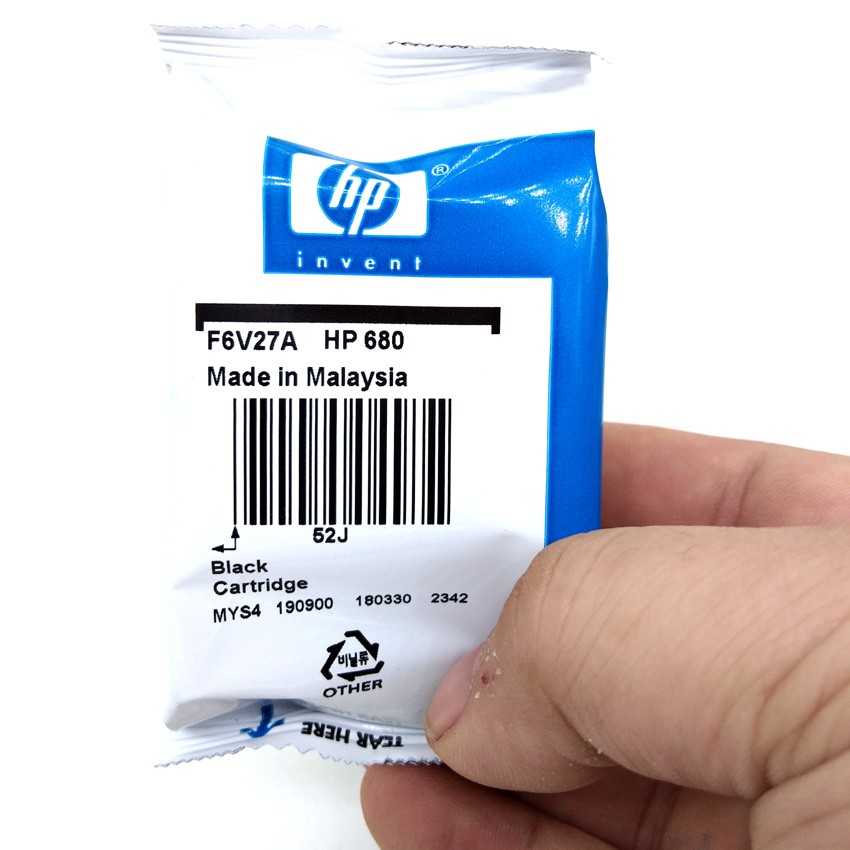 hp ®
invent
F6V27A HP 680
Made in Malaysia
52J
Black
Cartridge
MYS4 190900 180330 2342
비닐류
OTHER
TEAR HERE